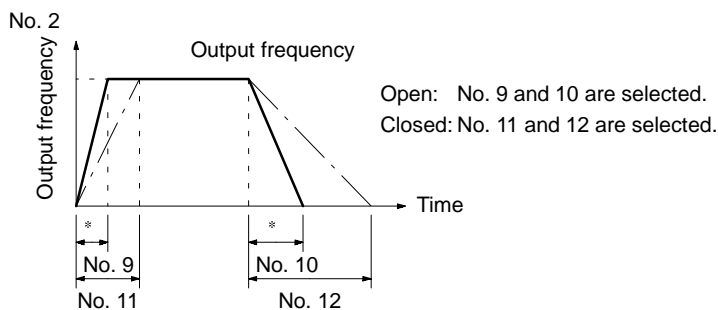 No. 2
Output frequency
Output frequency
Open: No. 9 and 10 are selected.
Closed: No. 11 and 12 are selected.
Time
* *
No. 9 No. 10
No. 11 No. 12